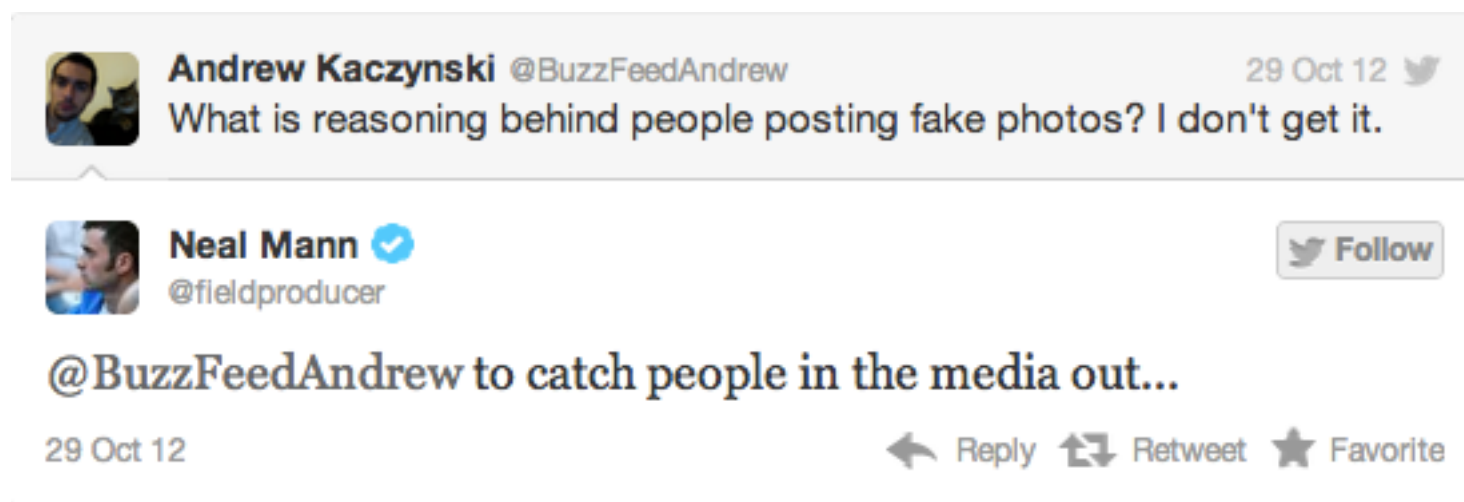 Andrew Kaczynski @BuzzFeedAndrew 29 Oct 12
What is reasoning behind people posting fake photos? I don't get it.
Neal Mann Follow
@fieldproducer
@BuzzFeedAndrew to catch people in the media out...
29 Oct 12 Reply Retweet Favorite